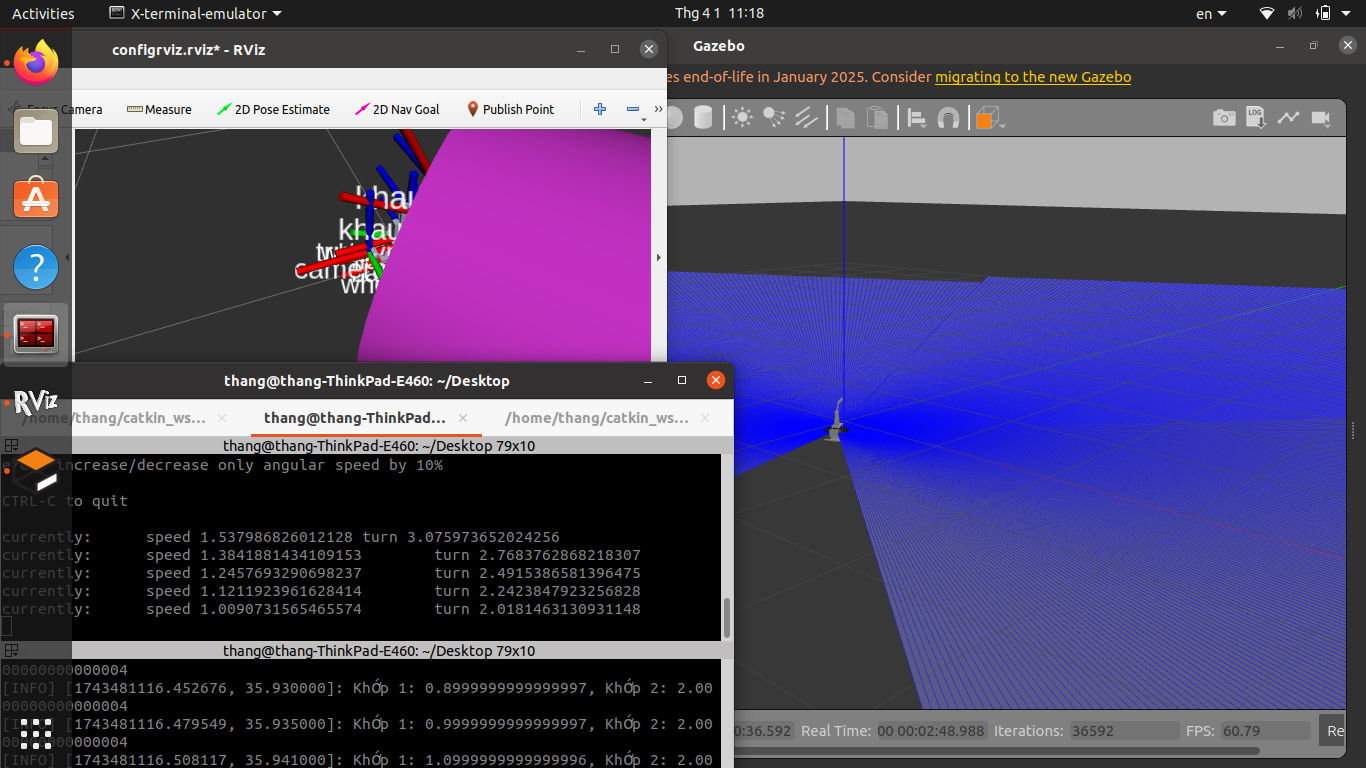 Activities
X-terminal-emulator
Thg 4 1 11:18
en
configrviz.rviz* - RViz
Gazebo
es end-of-life in January 2025. Consider migrating to the new Gazebo
Focus Camera
Measure
2D Pose Estimate
2D Nav Goal
Publish Point
LOG
khau
khau
came
whe
thang@thang-ThinkPad-E460: ~/Desktop
RViz
/home/thang/catkin_ws...
thang@thang-ThinkPad...
/home/thang/catkin_ws...
thang@thang-ThinkPad-E460: ~/Desktop 79x10
increase/decrease only angular speed by 10%
CTRL-C to quit
currently: speed 1.537986826012128 turn 3.075973652024256
currently: speed 1.3841881434109153 turn 2.7683762868218307
currently: speed 1.2457693290698237 turn 2.4915386581396475
currently: speed 1.1211923961628414 turn 2.2423847923256828
currently: speed 1.0090731565465574 turn 2.0181463130931148
thang@thang-ThinkPad-E460: ~/Desktop 79x10
00000000000004
[INFO] [1743481116.452676, 35.930000]: Khớp 1: 0.8999999999999997, Khớp 2: 2.00
00000000000004
[INFO] [1743481116.479549, 35.935000]: Khớp 1: 0.9999999999999997, Khớp 2: 2.00
00000000000004
[INFO] [1743481116.508117, 35.941000]: Khớp 1: 1.0999999999999996, Khớp 2: 2.00
0:36.592
Real Time: 00 00:02:48.988
Iterations: 36592
FPS: 60.79
Re